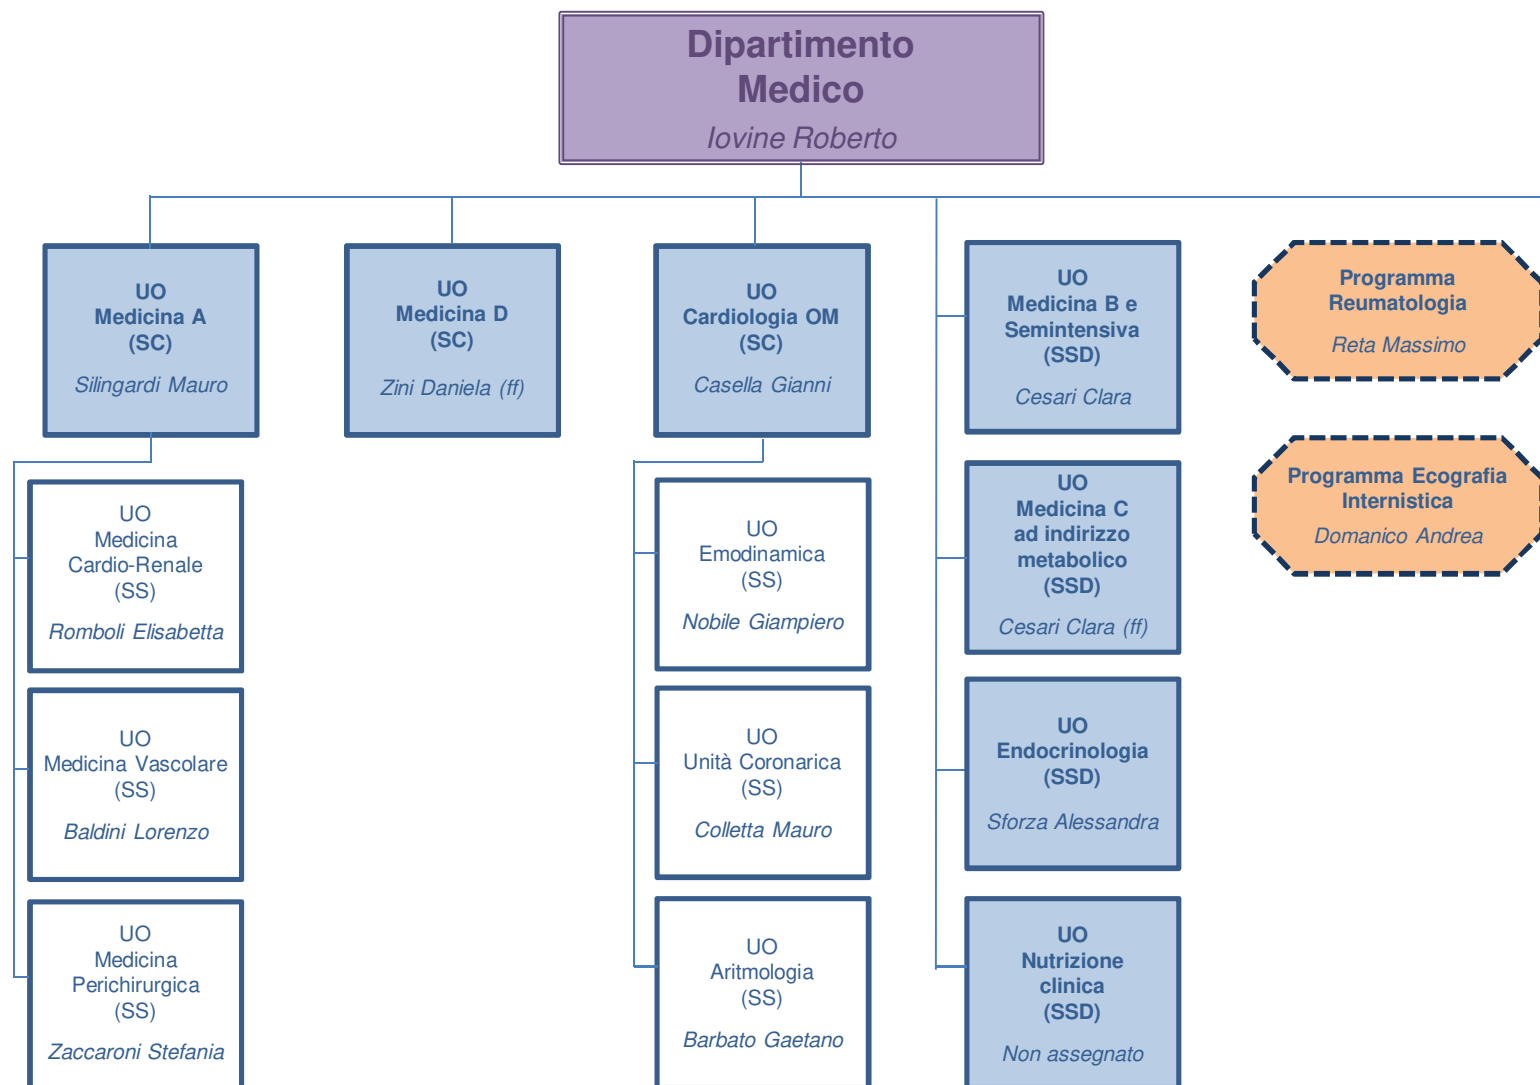 Dipartimento
Medico
Iovine Roberto
UO
Medicina A
(SC)
Silingardi Mauro
UO
Medicina D
(SC)
Zini Daniela (ff)
UO
Cardiologia OM
(SC)
Casella Gianni
UO
Medicina B e
Semintensiva
(SSD)
Cesari Clara
Programma
Reumatologia
Reta Massimo
Programma Ecografia
Internistica
Domanico Andrea
UO
Medicina
Cardio-Renale
(SS)
Romboli Elisabetta
UO
Emodinamica
(SS)
Nobile Giampiero
UO
Medicina C
ad indirizzo
metabolico
(SSD)
Cesari Clara (ff)
UO
Medicina Vascolare
(SS)
Baldini Lorenzo
UO
Unità Coronarica
(SS)
Colletta Mauro
UO
Endocrinologia
(SSD)
Sforza Alessandra
UO
Medicina
Perichirurgica
(SS)
Zaccaroni Stefania
UO
Aritmologia
(SS)
Barbato Gaetano
UO
Nutrizione
clinica
(SSD)
Non assegnato